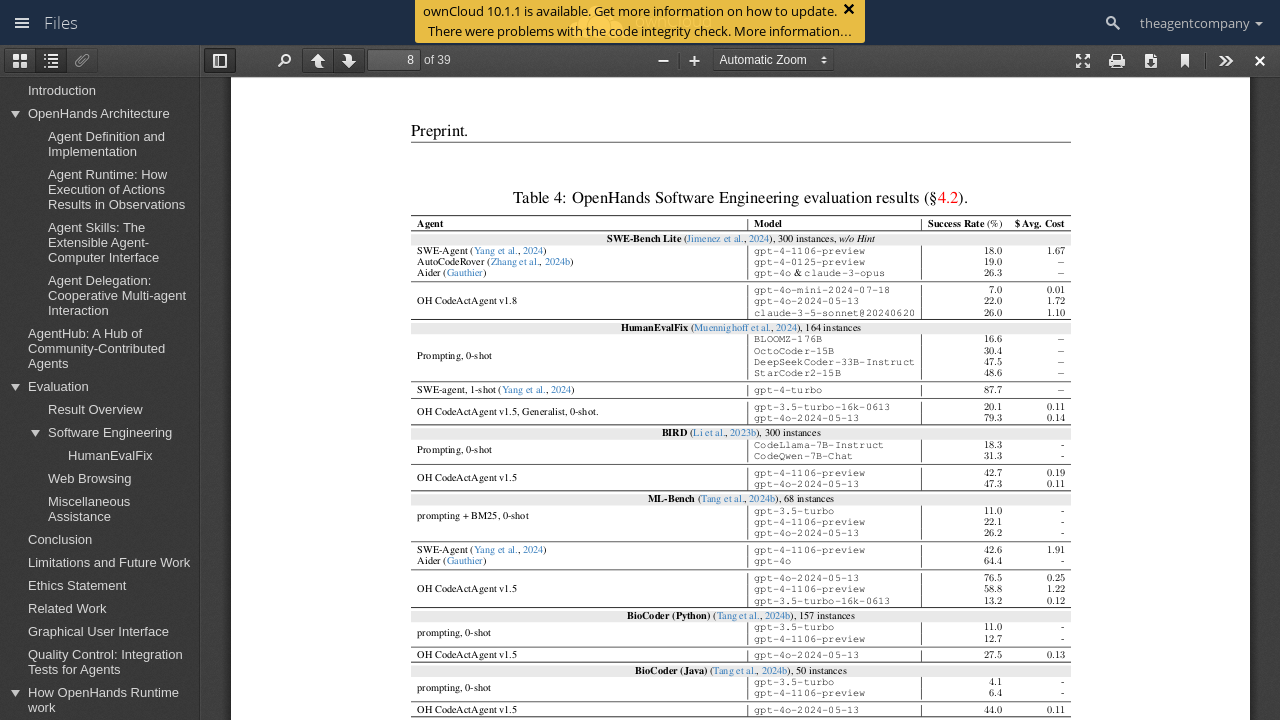 Files
ownCloud 10.1.1 is available. Get more information on how to update.
There were problems with the code integrity check. More information…
theagentcompany
8 of 39
Automatic Zoom
Introduction
OpenHands Architecture
Agent Definition and
Implementation
Agent Runtime: How
Execution of Actions
Results in Observations
Agent Skills: The
Extensible Agent-
Computer Interface
Agent Delegation:
Cooperative Multi-agent
Interaction
AgentHub: A Hub of
Community-Contributed
Agents
Evaluation
Result Overview
Software Engineering
HumanEvalFix
Web Browsing
Miscellaneous
Assistance
Conclusion
Limitations and Future Work
Ethics Statement
Related Work
Graphical User Interface
Quality Control: Integration
Tests for Agents
How OpenHands Runtime
work
Preprint.
Table 4: OpenHands Software Engineering evaluation results (§4.2).
Agent Model Success Rate (%) $ Avg. Cost
SWE-Bench Lite (Jimenez et al., 2024), 300 instances, w/o Hint
SWE-Agent (Yang et al., 2024) gpt-4-1106-preview 18.0 1.67
AutoCodeRover (Zhang et al., 2024b) gpt-4-0125-preview 19.0 –
Aider (Gauthier) gpt-4o & claude-3-opus 26.3 –
gpt-4o-mini-2024-07-18 7.0 0.01
OH CodeActAgent v1.8 gpt-4o-2024-05-13 22.0 1.72
claude-3-5-sonnet@20240620 26.0 1.10
HumanEvalFix (Muennighoff et al., 2024), 164 instances
BLOOMZ-176B 16.6 –
Prompting, 0-shot OctoCoder-15B 30.4 –
DeepSeekCoder-33B-Instruct 47.5 –
StarCoder2-15B 48.6 –
SWE-agent, 1-shot (Yang et al., 2024) gpt-4-turbo 87.7 –
OH CodeActAgent v1.5, Generalist, 0-shot. gpt-3.5-turbo-16k-0613 20.1 0.11
gpt-4o-2024-05-13 79.3 0.14
BIRD (Li et al., 2023b), 300 instances
Prompting, 0-shot CodeLlama-7B-Instruct 18.3 -
CodeQwen-7B-Chat 31.3 -
OH CodeActAgent v1.5 gpt-4-1106-preview 42.7 0.19
gpt-4o-2024-05-13 47.3 0.11
ML-Bench (Tang et al., 2024b), 68 instances
prompting + BM25, 0-shot gpt-3.5-turbo 11.0 -
gpt-4-1106-preview 22.1 -
gpt-4o-2024-05-13 26.2 -
SWE-Agent (Yang et al., 2024) gpt-4-1106-preview 42.6 1.91
Aider (Gauthier) gpt-4o 64.4 -
gpt-4o-2024-05-13 76.5 0.25
OH CodeActAgent v1.5 gpt-4-1106-preview 58.8 1.22
gpt-3.5-turbo-16k-0613 13.2 0.12
BioCoder (Python) (Tang et al., 2024b), 157 instances
prompting, 0-shot gpt-3.5-turbo 11.0 -
gpt-4-1106-preview 12.7 -
OH CodeActAgent v1.5 gpt-4o-2024-05-13 27.5 0.13
BioCoder (Java) (Tang et al., 2024b), 50 instances
prompting, 0-shot gpt-3.5-turbo 4.1 -
gpt-4-1106-preview 6.4 -
OH CodeActAgent v1.5 gpt-4o-2024-05-13 44.0 0.11